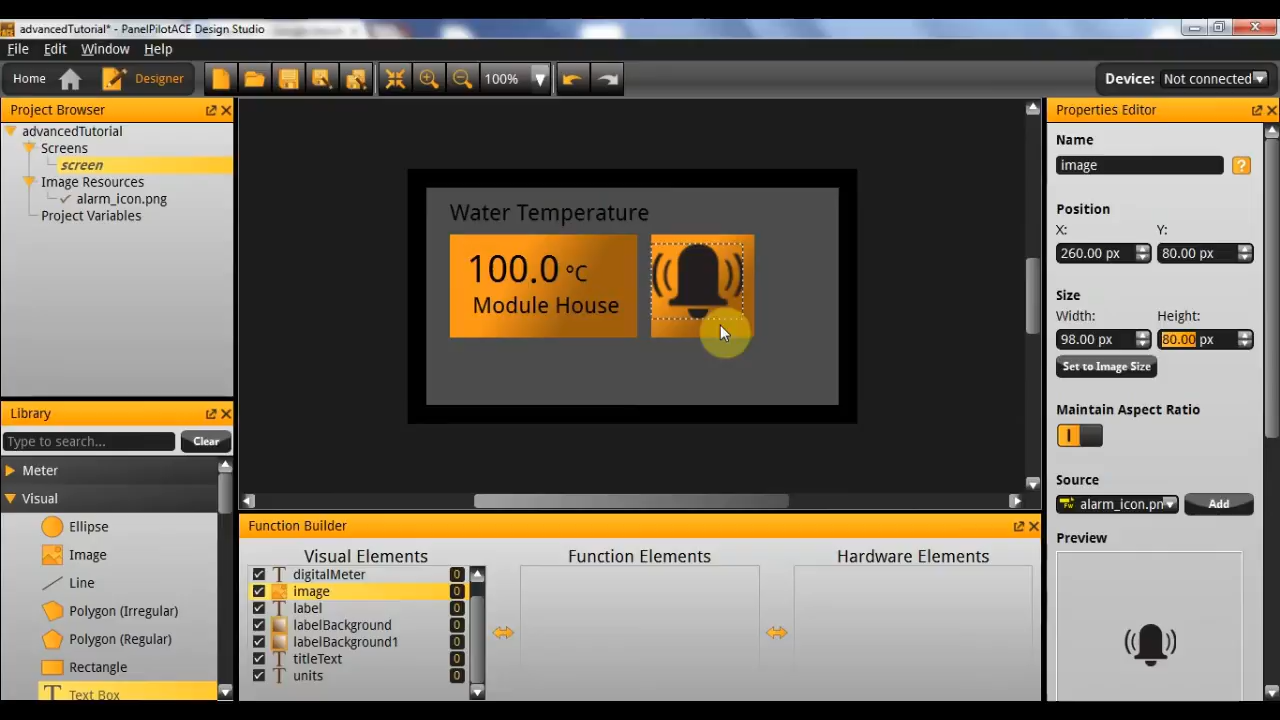 advancedTutorial* - PanelPilotACE Design Studio
File Edit Window Help
Home Designer 100% Device: Not connected
Project Browser
advancedTutorial
Screens
screen
Image Resources
alarm_icon.png
Project Variables
Library
Type to search... Clear
Meter
Visual
Ellipse
Image
Line
Polygon (Irregular)
Polygon (Regular)
Rectangle
Text Box
Water Temperature
100.0 °C
Module House
Function Builder
Visual Elements Function Elements Hardware Elements
digitalMeter 0
image 0
label 0
labelBackground 0
labelBackground1 0
titleText 0
units 0
Properties Editor
Name
image ?
Position
X: Y:
260.00 px 80.00 px
Size
Width: Height:
98.00 px 80.00 px
Set to Image Size
Maintain Aspect Ratio
Source
alarm_icon.pn Add
Preview